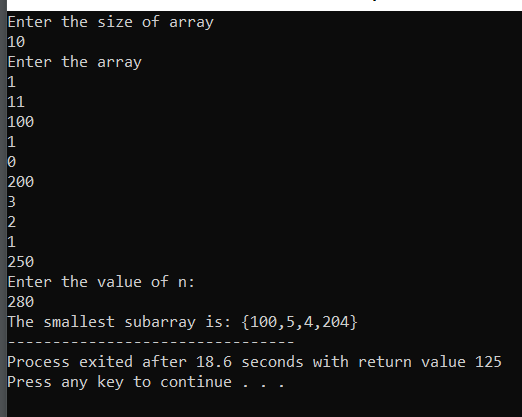 Enter the size of array
10
Enter the array
1
11
100
1
0
200
3
2
1
250
Enter the value of n:
280
The smallest subarray is: {100,5,4,204}
--------------------------------
Process exited after 18.6 seconds with return value 125
Press any key to continue . . .